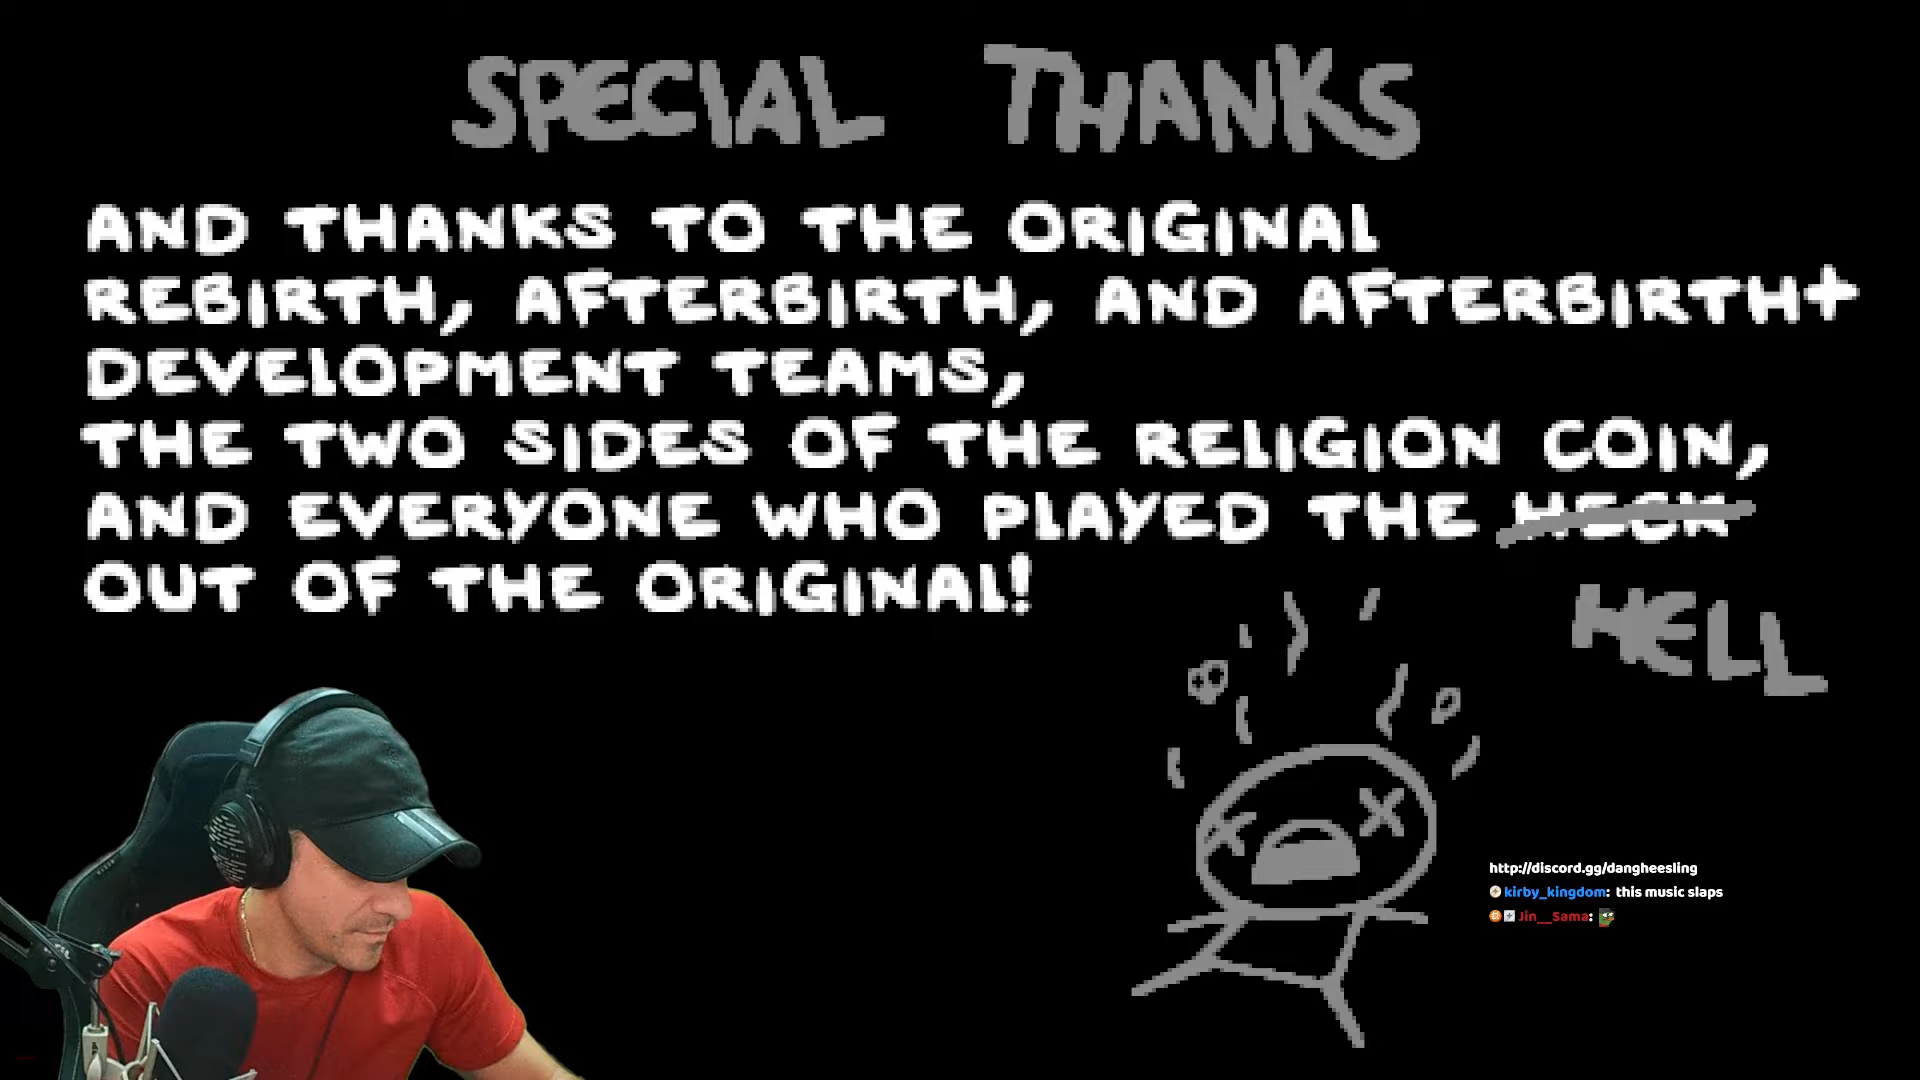 SPECIAL THANKS
AND THANKS TO THE ORIGINAL
REBIRTH, AFTERBIRTH, AND AFTERBIRTH+
DEVELOPMENT TEAMS,
THE TWO SIDES OF THE RELIGION COIN,
AND EVERYONE WHO PLAYED THE HECK
OUT OF THE ORIGINAL!
HELL
http://discord.gg/dangheesling
kirby_kingdom: this music slaps
Jin__Sama: